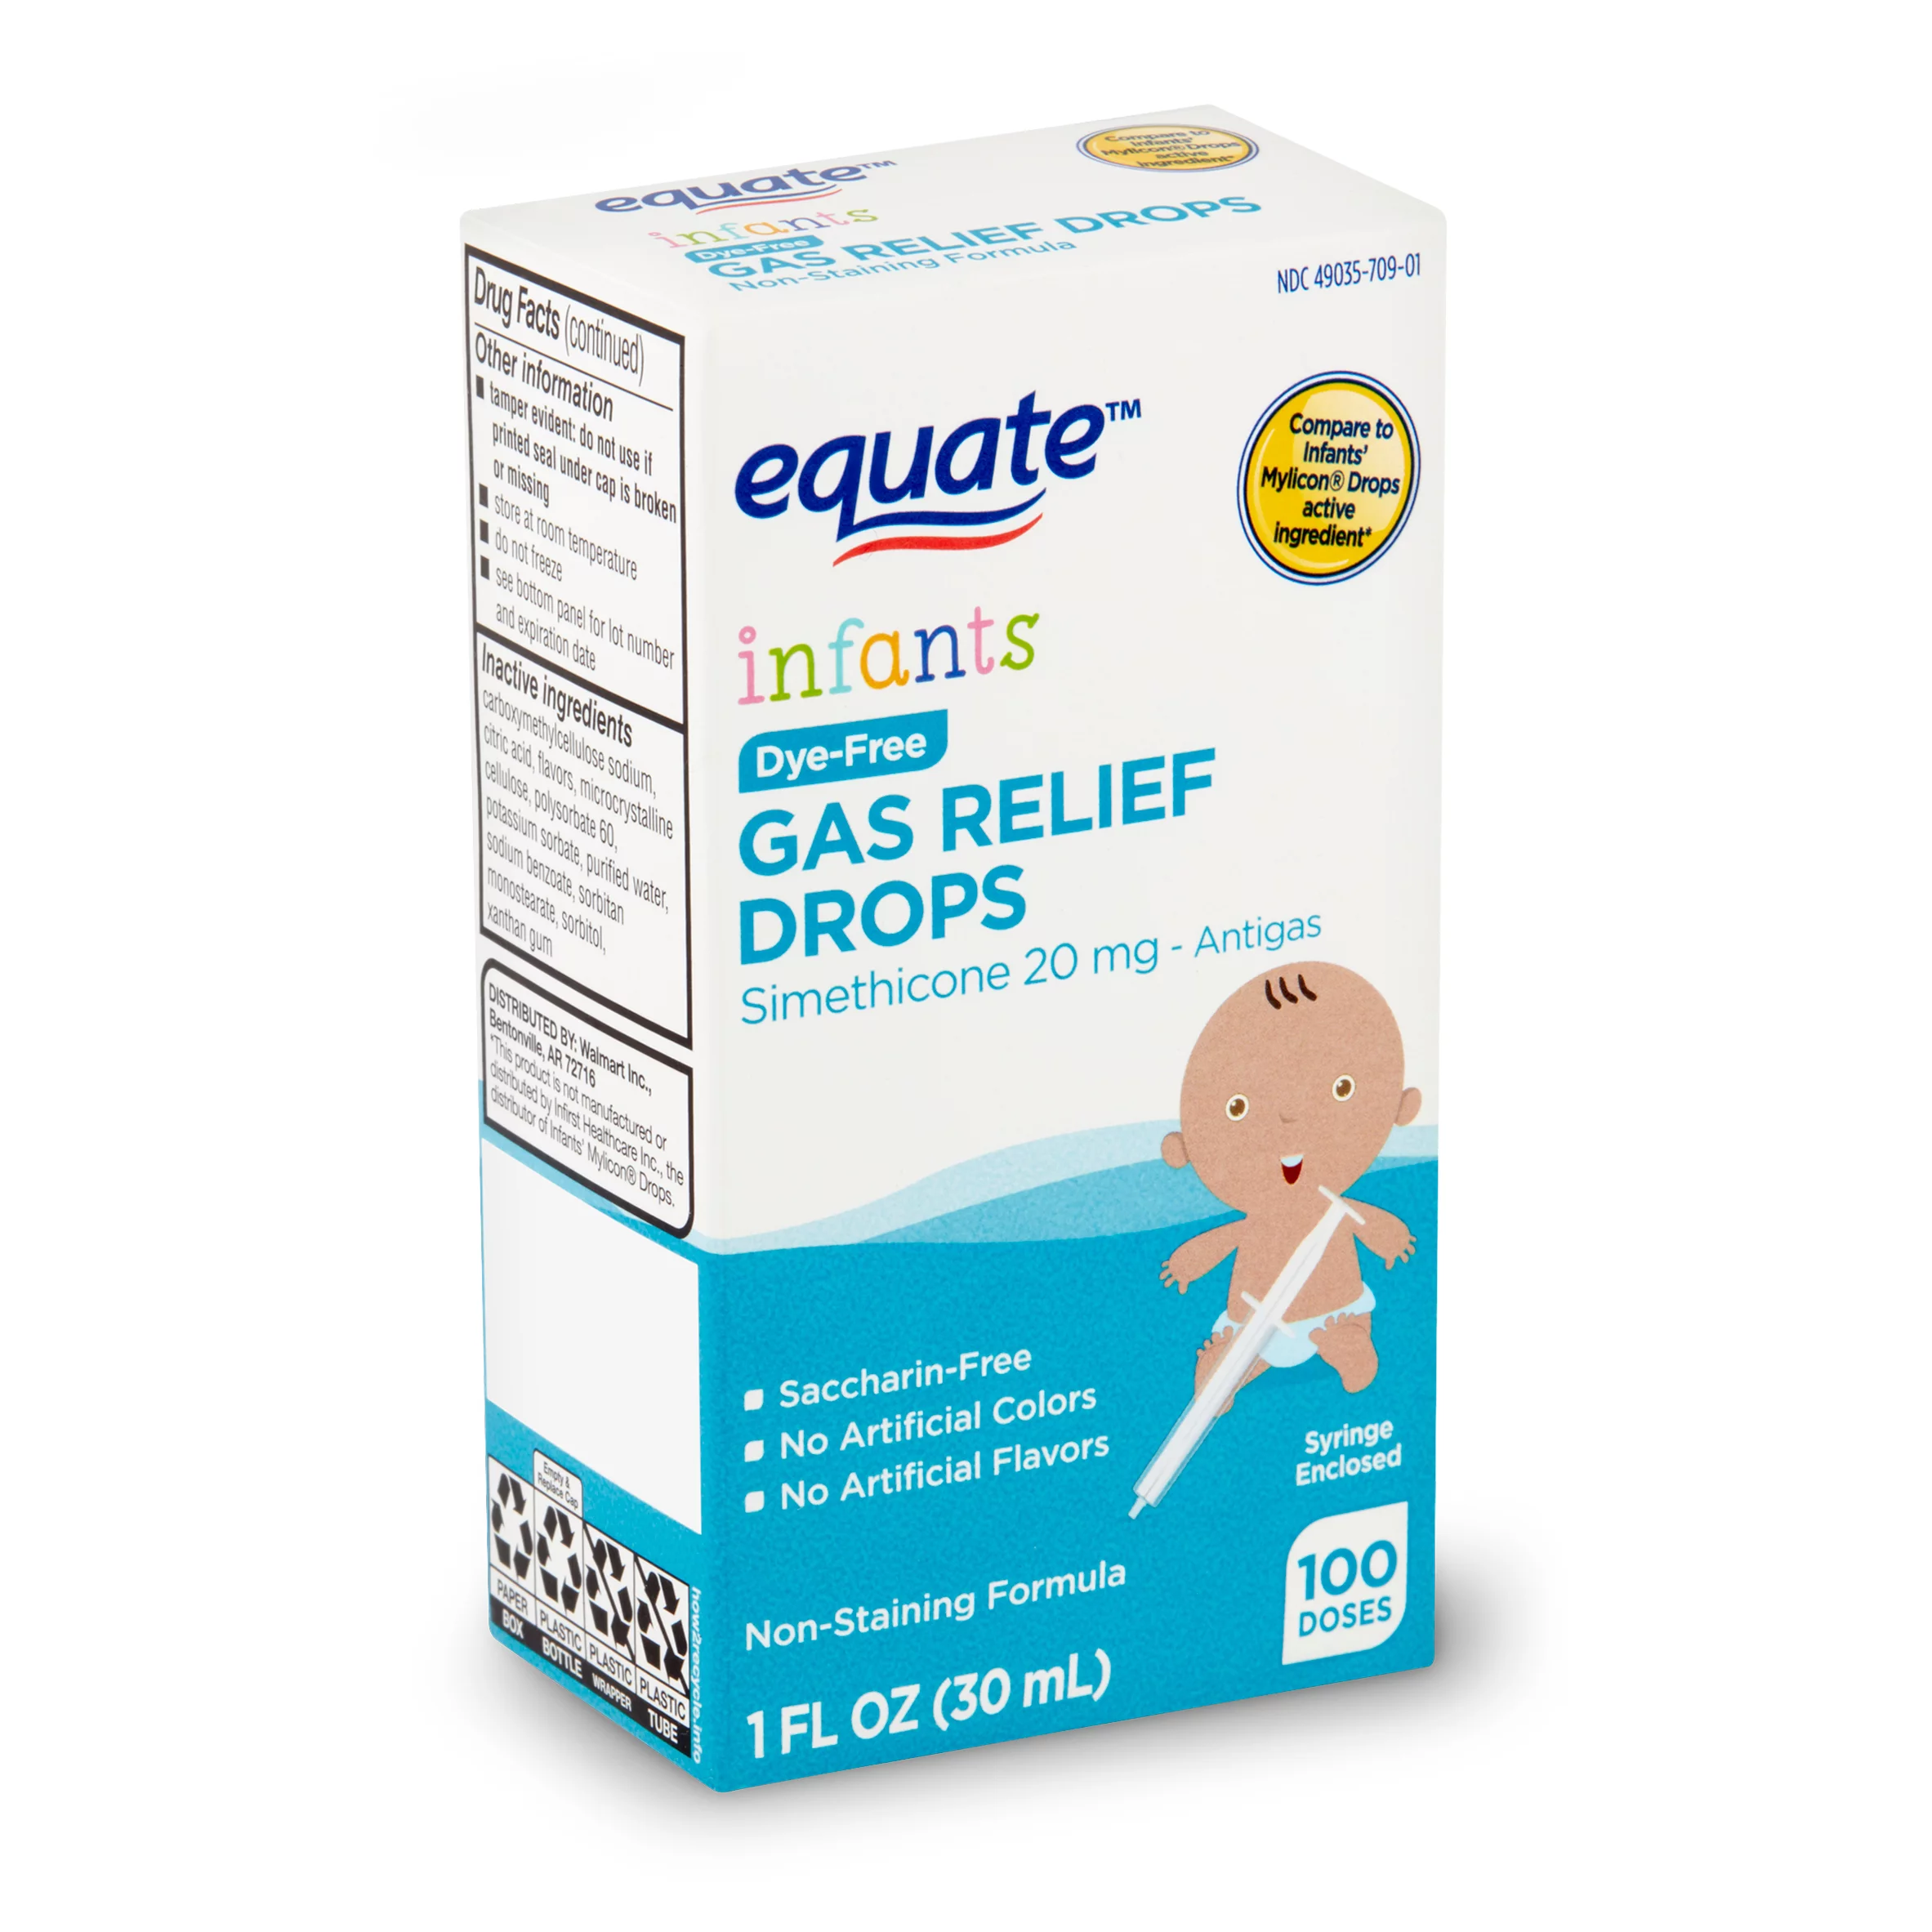 equate™
infants
Dye-Free
GAS RELIEF DROPS
Non-Staining Formula
Compare to
Infants'
Mylicon® Drops
active
ingredient*
NDC 49035-709-01
equate™
Compare to
Infants'
Mylicon® Drops
active
ingredient*
infants
Dye-Free
GAS RELIEF
DROPS
Simethicone 20 mg - Antigas
Saccharin-Free
No Artificial Colors
No Artificial Flavors
Syringe
Enclosed
Non-Staining Formula
100
DOSES
1 FL OZ (30 mL)
Drug Facts (continued)
Other information
■ tamper evident: do not use if
printed seal under cap is broken
or missing
■ store at room temperature
■ do not freeze
■ see bottom panel for lot number
and expiration date
Inactive ingredients
carboxymethylcellulose sodium,
citric acid, flavors, microcrystalline
cellulose, polysorbate 60,
potassium sorbate, purified water,
sodium benzoate, sorbitan
monostearate, sorbitol,
xanthan gum
DISTRIBUTED BY: Walmart Inc.,
Bentonville, AR 72716
*This product is not manufactured or
distributed by Infirst Healthcare Inc., the
distributor of Infants' Mylicon® Drops.
Empty &
Replace Cap
PAPER
BOX
PLASTIC
BOTTLE
PLASTIC
WRAPPER
PLASTIC
TUBE
how2recycle.info